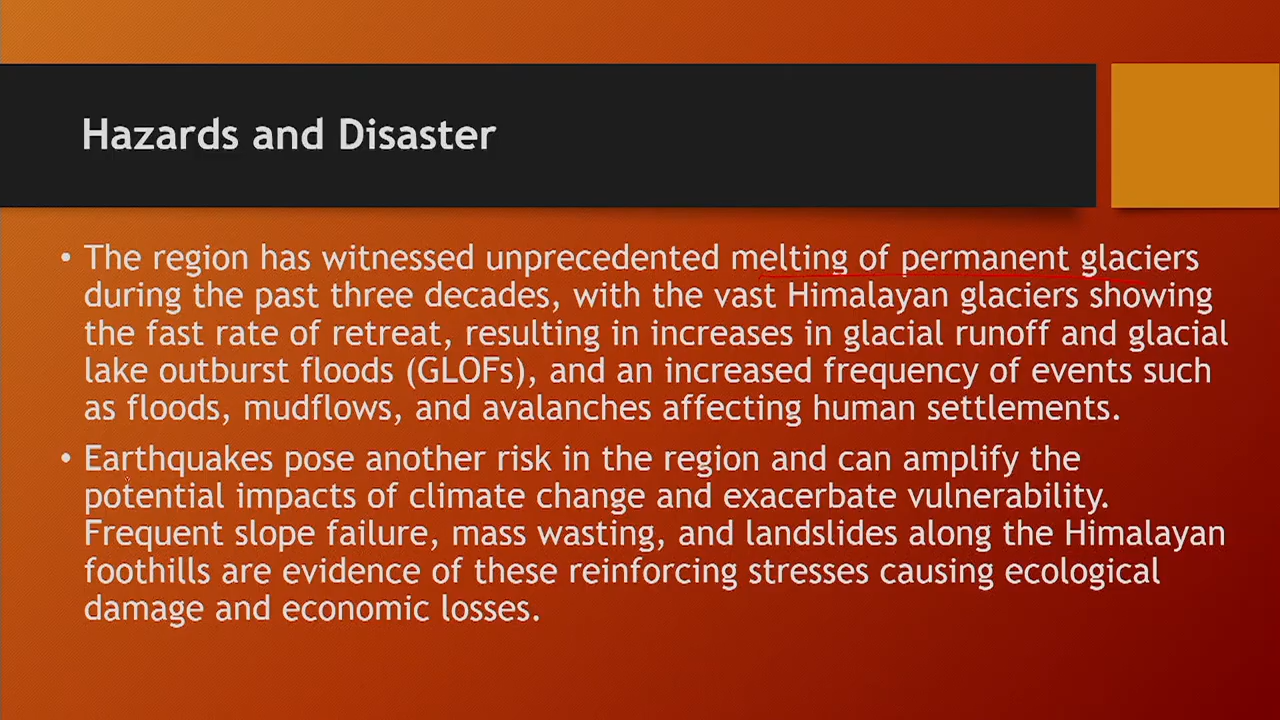 Hazards and Disaster
• The region has witnessed unprecedented melting of permanent glaciers
during the past three decades, with the vast Himalayan glaciers showing
the fast rate of retreat, resulting in increases in glacial runoff and glacial
lake outburst floods (GLOFs), and an increased frequency of events such
as floods, mudflows, and avalanches affecting human settlements.
• Earthquakes pose another risk in the region and can amplify the
potential impacts of climate change and exacerbate vulnerability.
Frequent slope failure, mass wasting, and landslides along the Himalayan
foothills are evidence of these reinforcing stresses causing ecological
damage and economic losses.